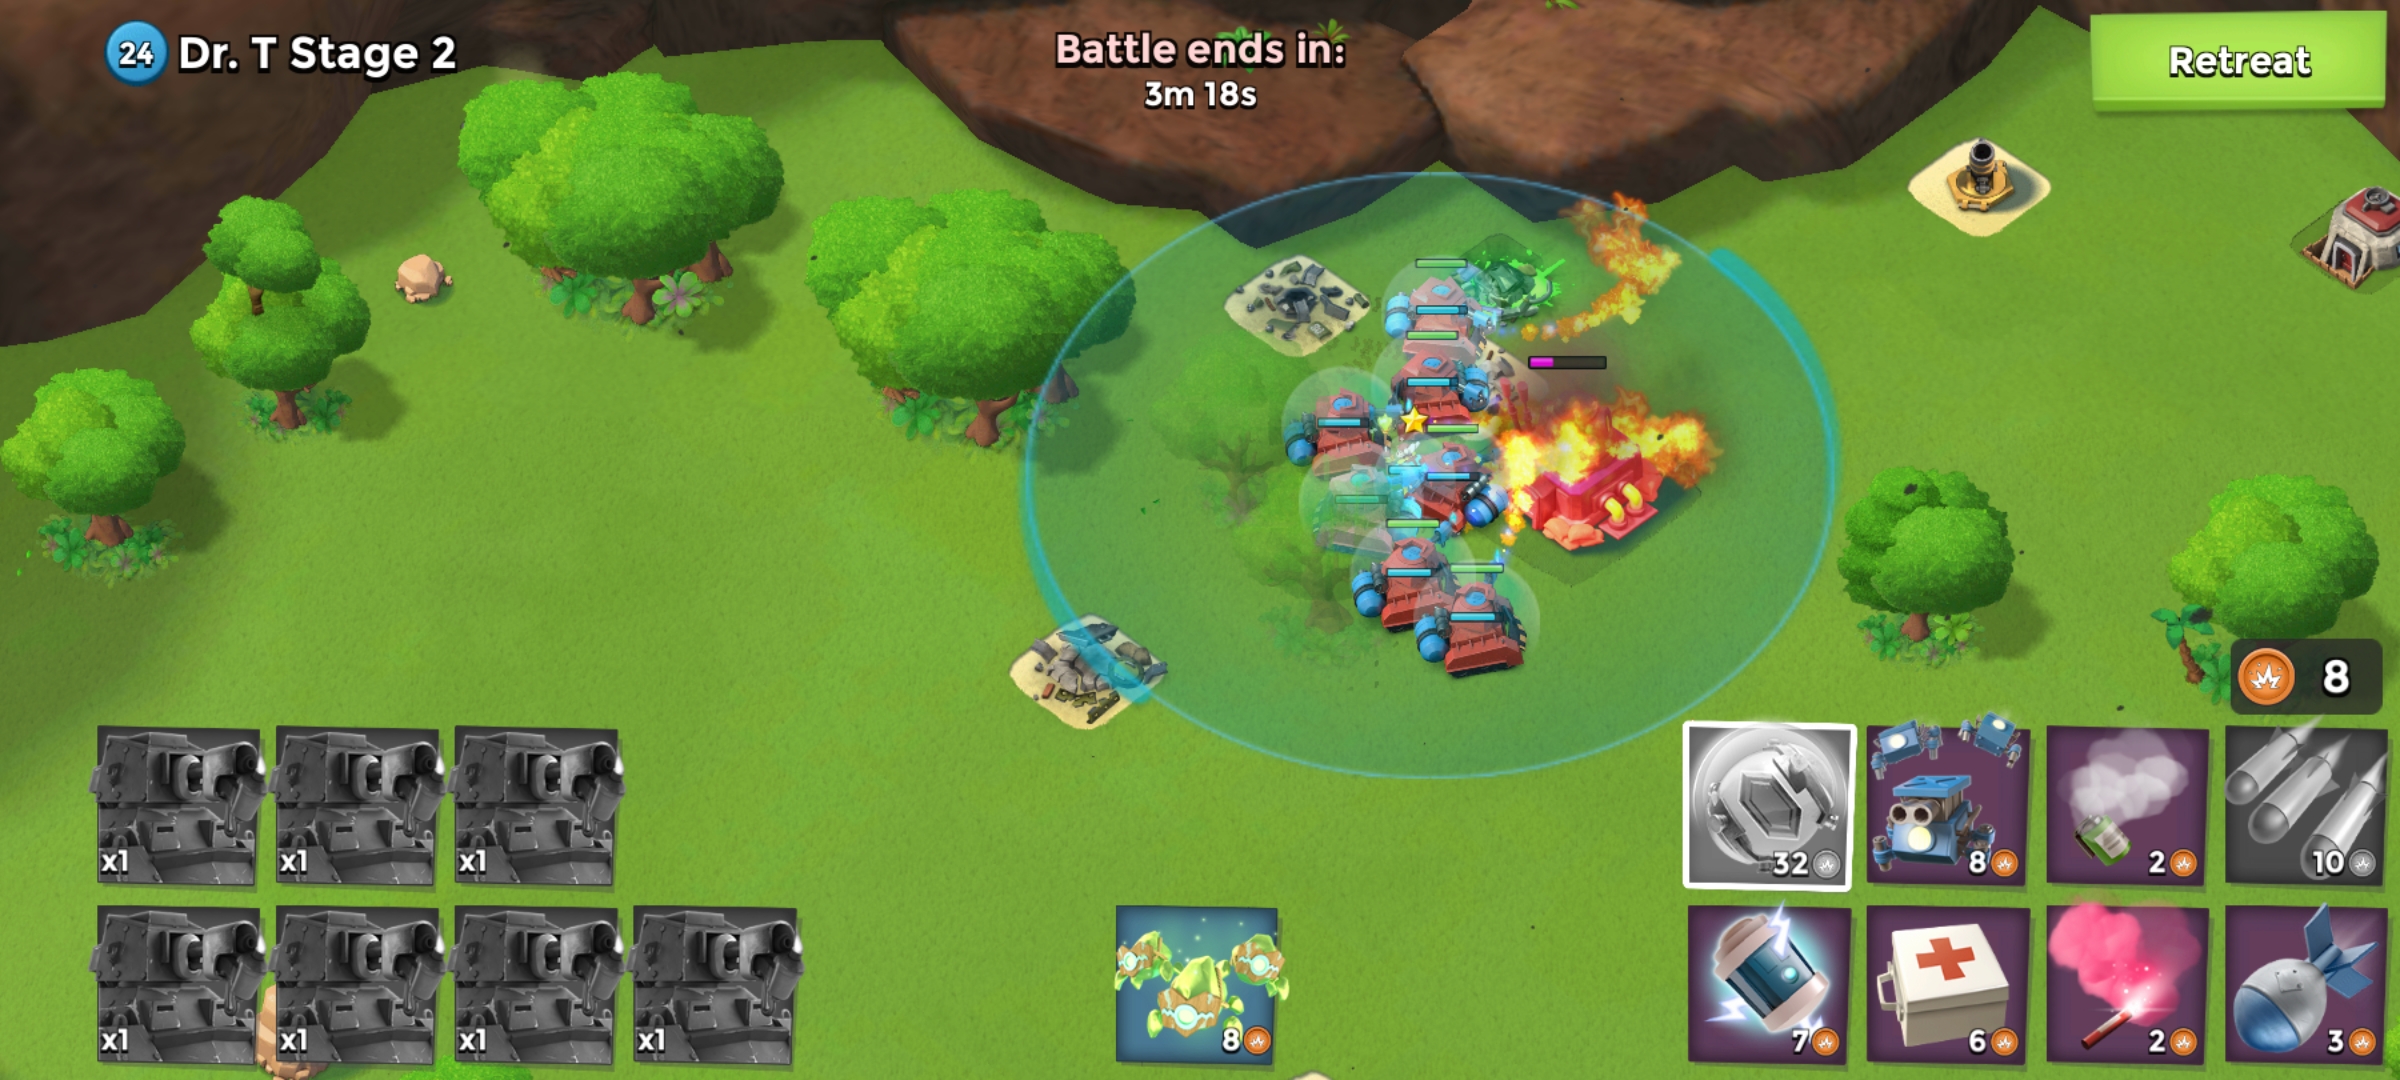 24 Dr. T Stage 2
Battle ends in:
3m 18s
Retreat
8
x1 x1 x1
32 8 2 10
x1 x1 x1 x1
8
7 6 2 3